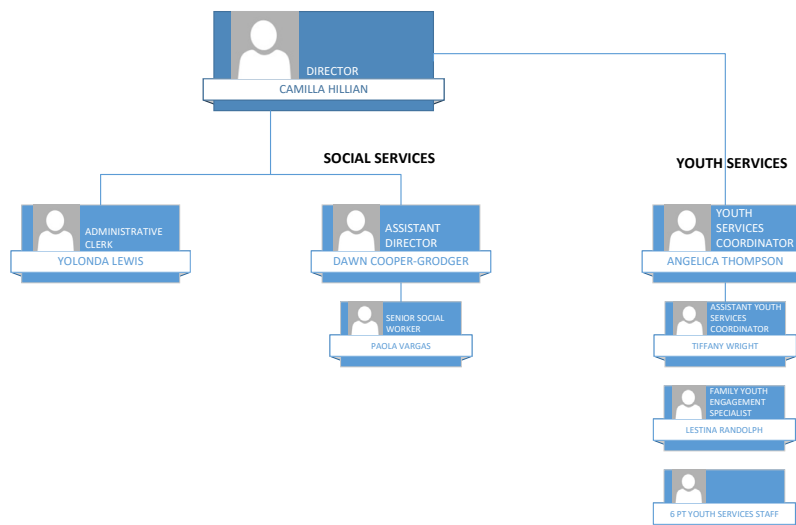 DIRECTOR
CAMILLA HILLIAN
SOCIAL SERVICES
YOUTH SERVICES
ADMINISTRATIVE
CLERK
YOLONDA LEWIS
ASSISTANT
DIRECTOR
DAWN COOPER-GRODGER
YOUTH
SERVICES
COORDINATOR
ANGELICA THOMPSON
SENIOR SOCIAL
WORKER
PAOLA VARGAS
ASSISTANT YOUTH
SERVICES
COORDINATOR
TIFFANY WRIGHT
FAMILY YOUTH
ENGAGEMENT
SPECIALIST
LESTINA RANDOLPH
6 PT YOUTH SERVICES STAFF